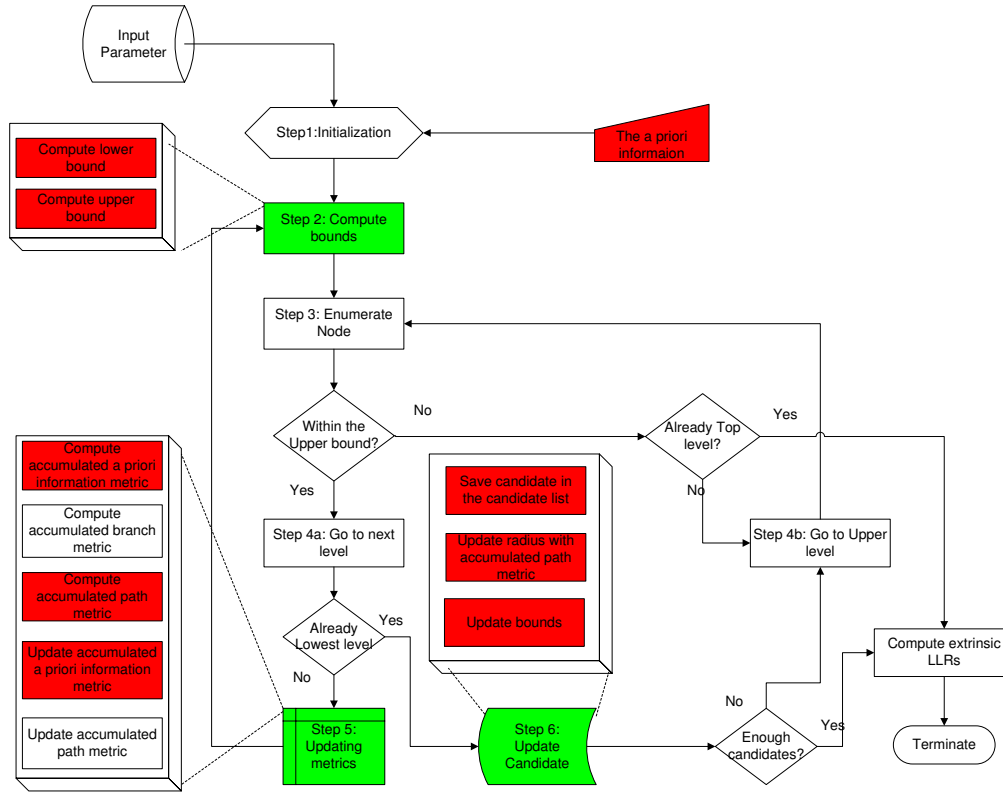 Input
Parameter
Step1:Initialization
The a priori
informaion
Compute lower
bound
Compute upper
bound
Step 2: Compute
bounds
Step 3: Enumerate
Node
Within the
Upper bound?
No
Already Top
level?
Yes
Yes
No
Step 4a: Go to next
level
Step 4b: Go to Upper
level
Save candidate in
the candidate list
Update radius with
accumulated path
metric
Update bounds
Compute
accumulated a priori
information metric
Compute
accumulated branch
metric
Compute
accumulated path
metric
Update accumulated
a priori information
metric
Update accumulated
path metric
Already
Lowest level
Yes
No
Step 5:
Updating
metrics
Step 6:
Update
Candidate
No
Enough
candidates?
Yes
Compute extrinsic
LLRs
Terminate